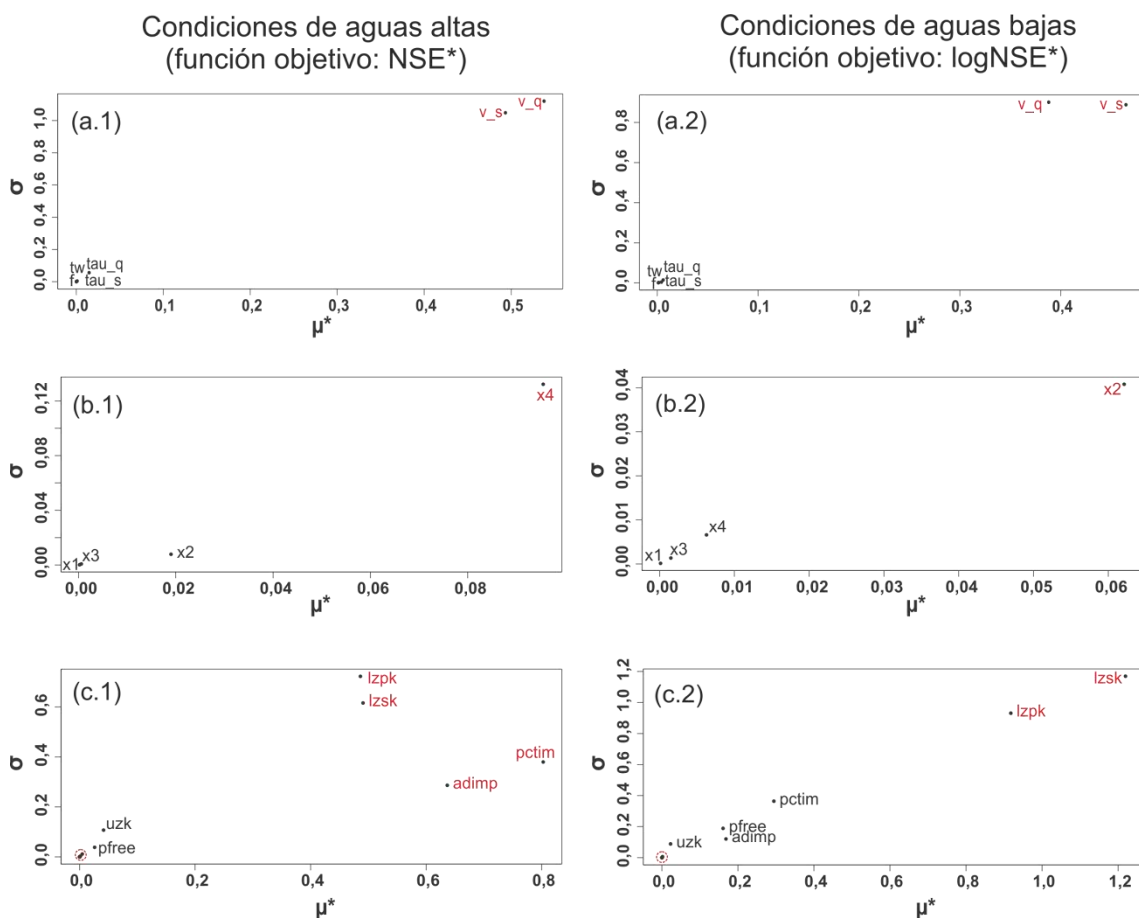 Condiciones de aguas altas
(función objetivo: NSE*)
Condiciones de aguas bajas
(función objetivo: logNSE*)
(a.1)
v_s
v_q
tw
tau_q
f
tau_s
σ
0,0
0,2
0,4
0,6
0,8
1,0
0,0
0,1
0,2
0,3
0,4
0,5
μ*
(a.2)
v_q
v_s
tw
tau_q
f
tau_s
σ
0,0
0,2
0,4
0,6
0,8
0,0
0,1
0,2
0,3
0,4
μ*
(b.1)
x4
x1
x3
x2
σ
0,00
0,04
0,08
0,12
0,00
0,02
0,04
0,06
0,08
μ*
(b.2)
x2
x4
x1
x3
σ
0,00
0,01
0,02
0,03
0,04
0,00
0,01
0,02
0,03
0,04
0,05
0,06
μ*
(c.1)
lzpk
lzsk
pctim
adimp
uzk
pfree
σ
0,0
0,2
0,4
0,6
0,0
0,2
0,4
0,6
0,8
μ*
(c.2)
lzsk
lzpk
pctim
pfree
adimp
uzk
σ
0,0
0,2
0,4
0,6
0,8
1,0
1,2
0,0
0,2
0,4
0,6
0,8
1,0
1,2
μ*